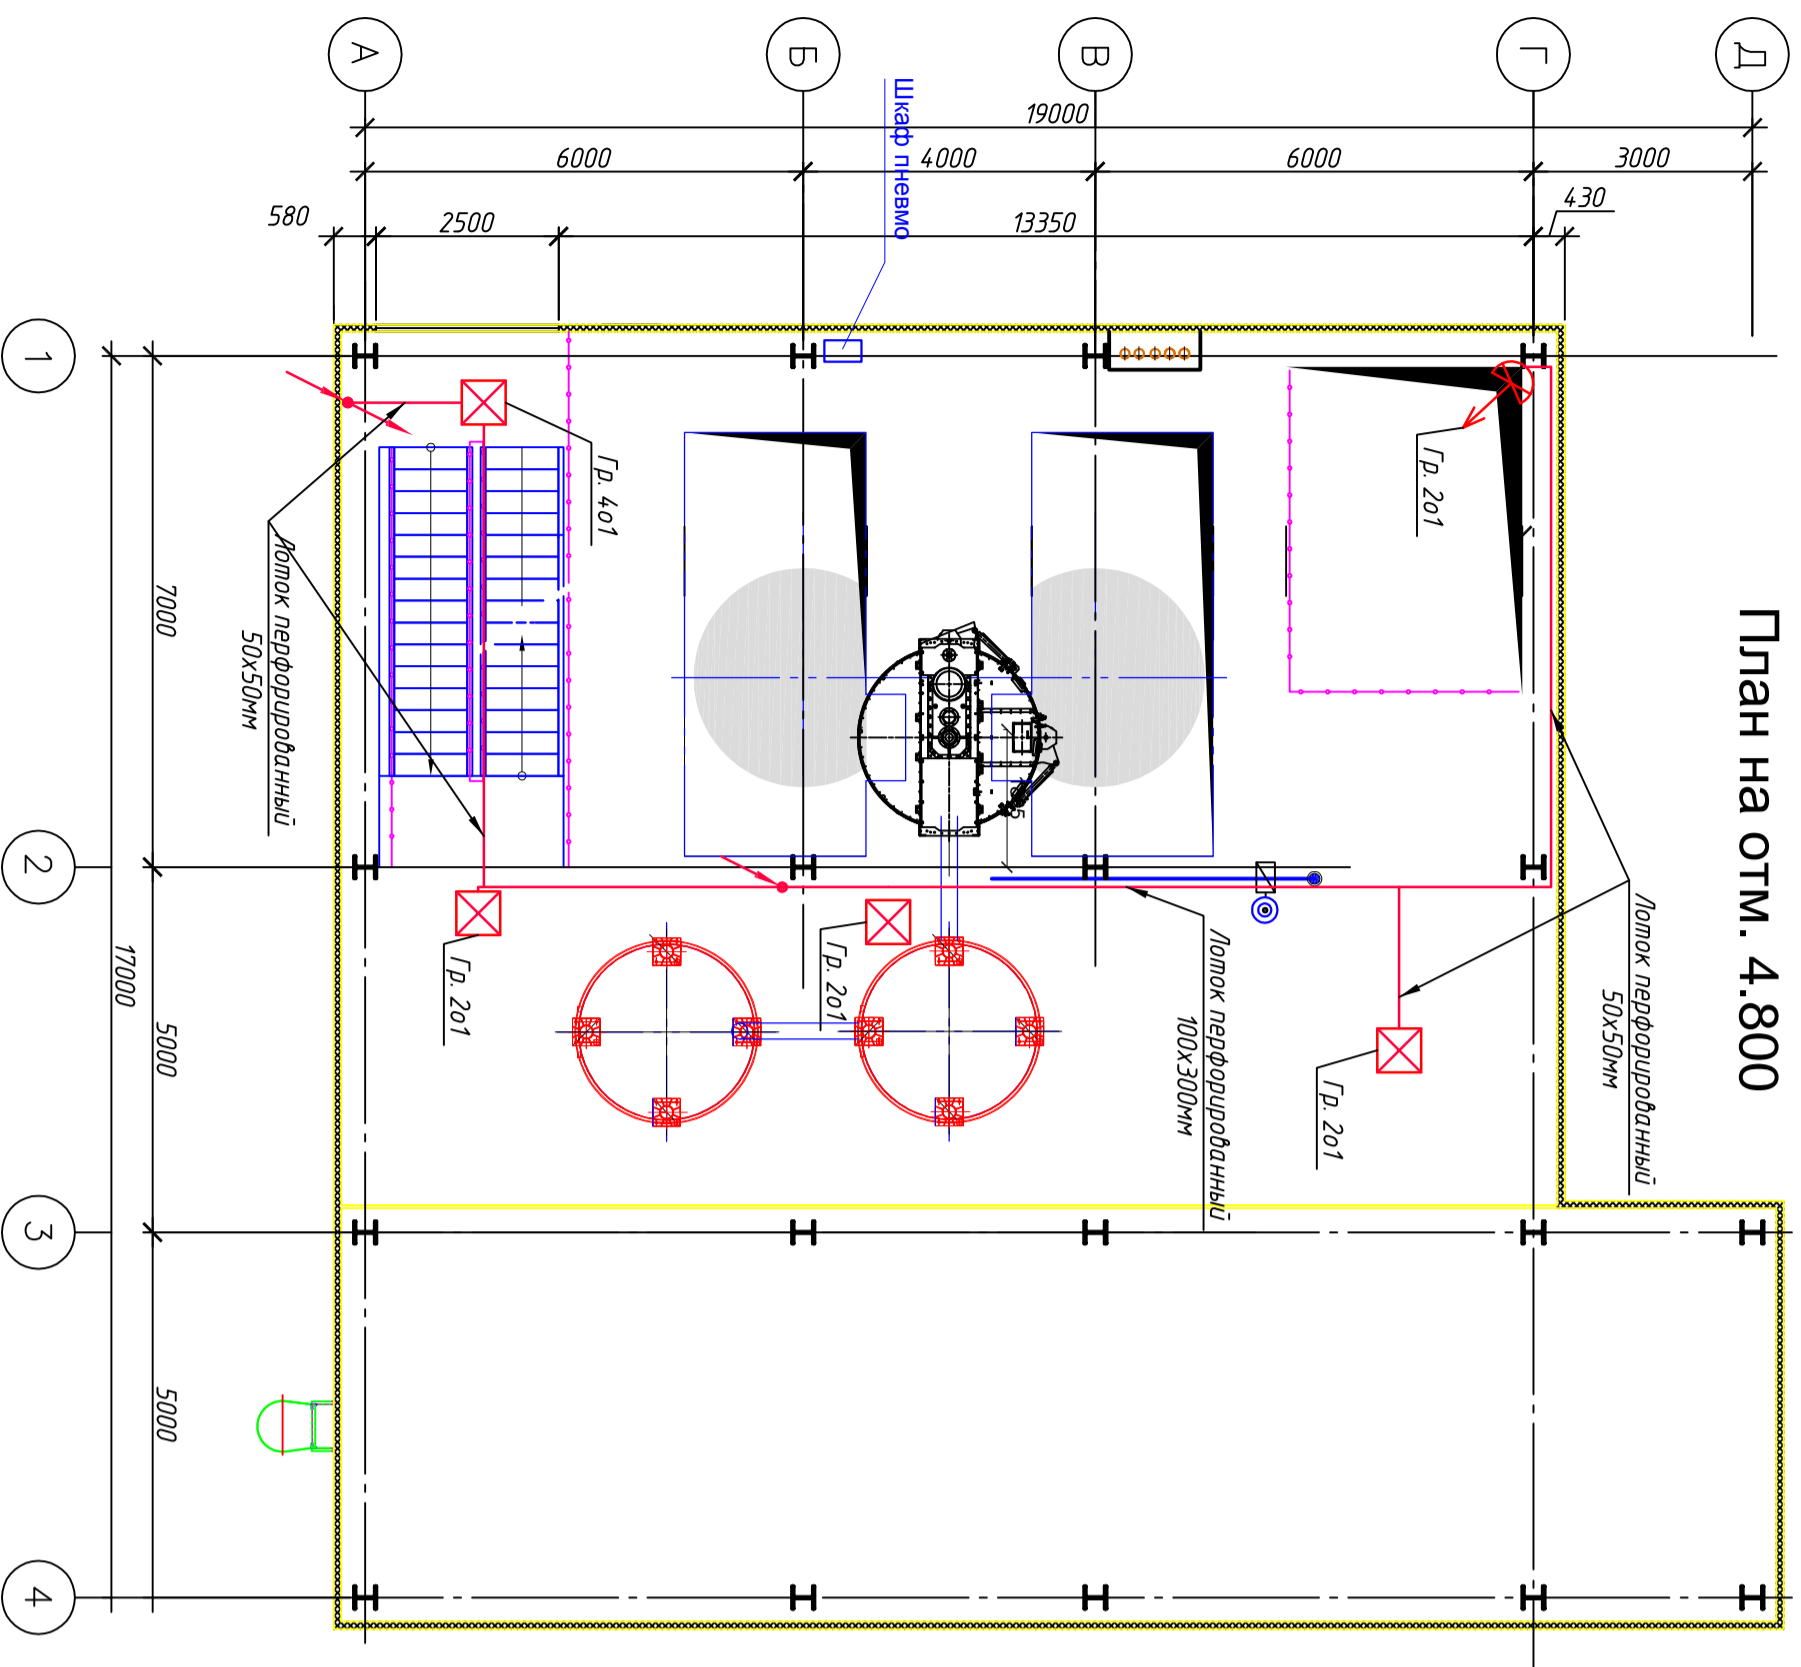 План на отм. 4.800
А
Б
В
Г
Д
19000
6000
4000
6000
3000
580
2500
13350
430
Шкаф пневмо
1
2
3
4
7000
5000
5000
17000
Гр. 4о1
Гр. 2о1
Лоток перфорированный
50х50мм
Гр. 2о1
Гр. 2о1
Лоток перфорированный
100х300мм
Гр. 2о1
Лоток перфорированный
50х50мм